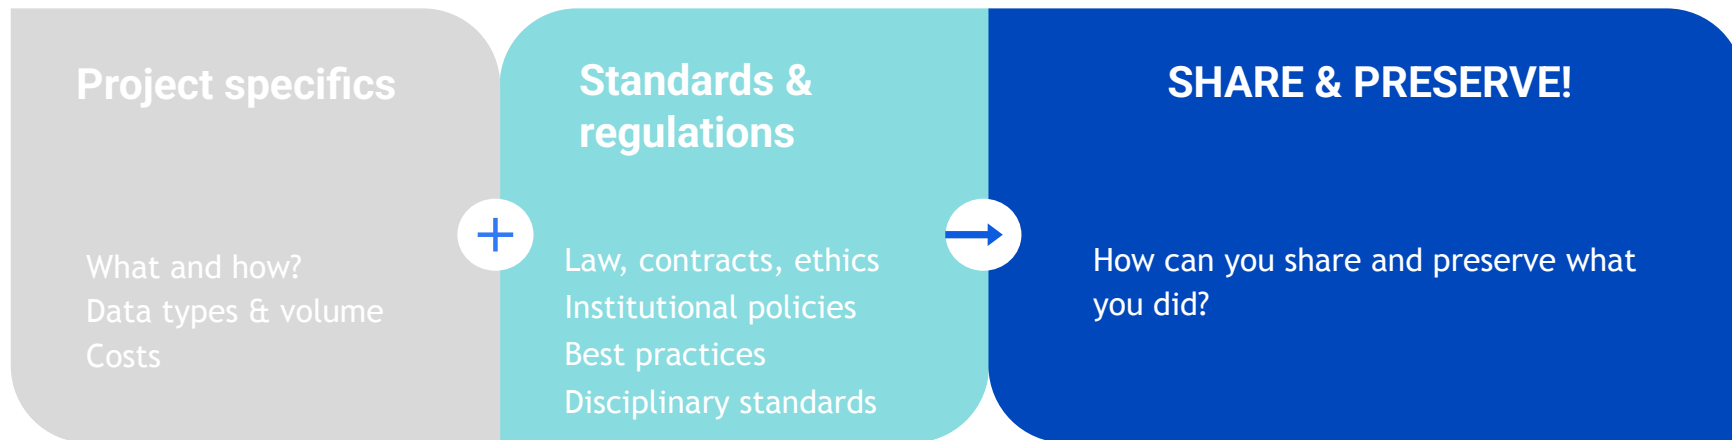 Project specifics
What and how?
Data types & volume
Costs
Standards &
regulations
Law, contracts, ethics
Institutional policies
Best practices
Disciplinary standards
SHARE & PRESERVE!
How can you share and preserve what
you did?